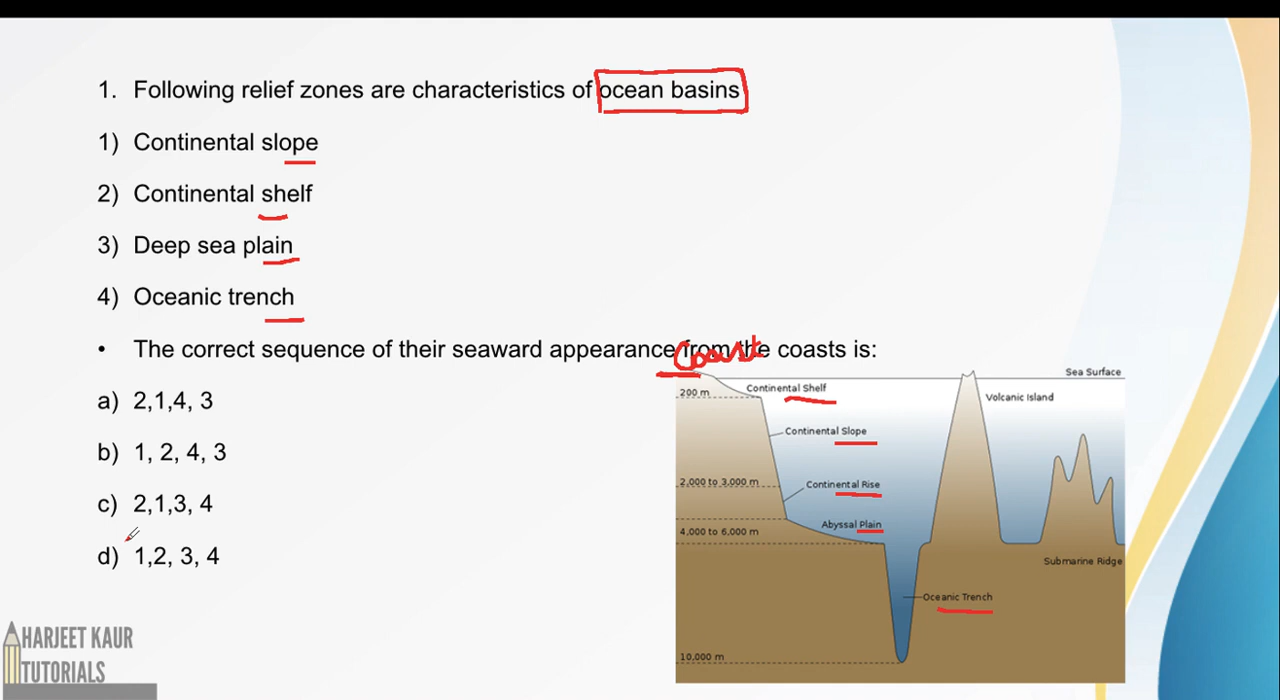 1. Following relief zones are characteristics of ocean basins
1) Continental slope
2) Continental shelf
3) Deep sea plain
4) Oceanic trench
• The correct sequence of their seaward appearance from the coasts is:
Coast
a) 2,1,4, 3
b) 1, 2, 4, 3
c) 2,1,3, 4
d) 1,2, 3, 4
Sea Surface
Continental Shelf
200 m
Volcanic Island
Continental Slope
2,000 to 3,000 m
Continental Rise
Abyssal Plain
4,000 to 6,000 m
Submarine Ridge
Oceanic Trench
10,000 m
HARJEET KAUR
TUTORIALS